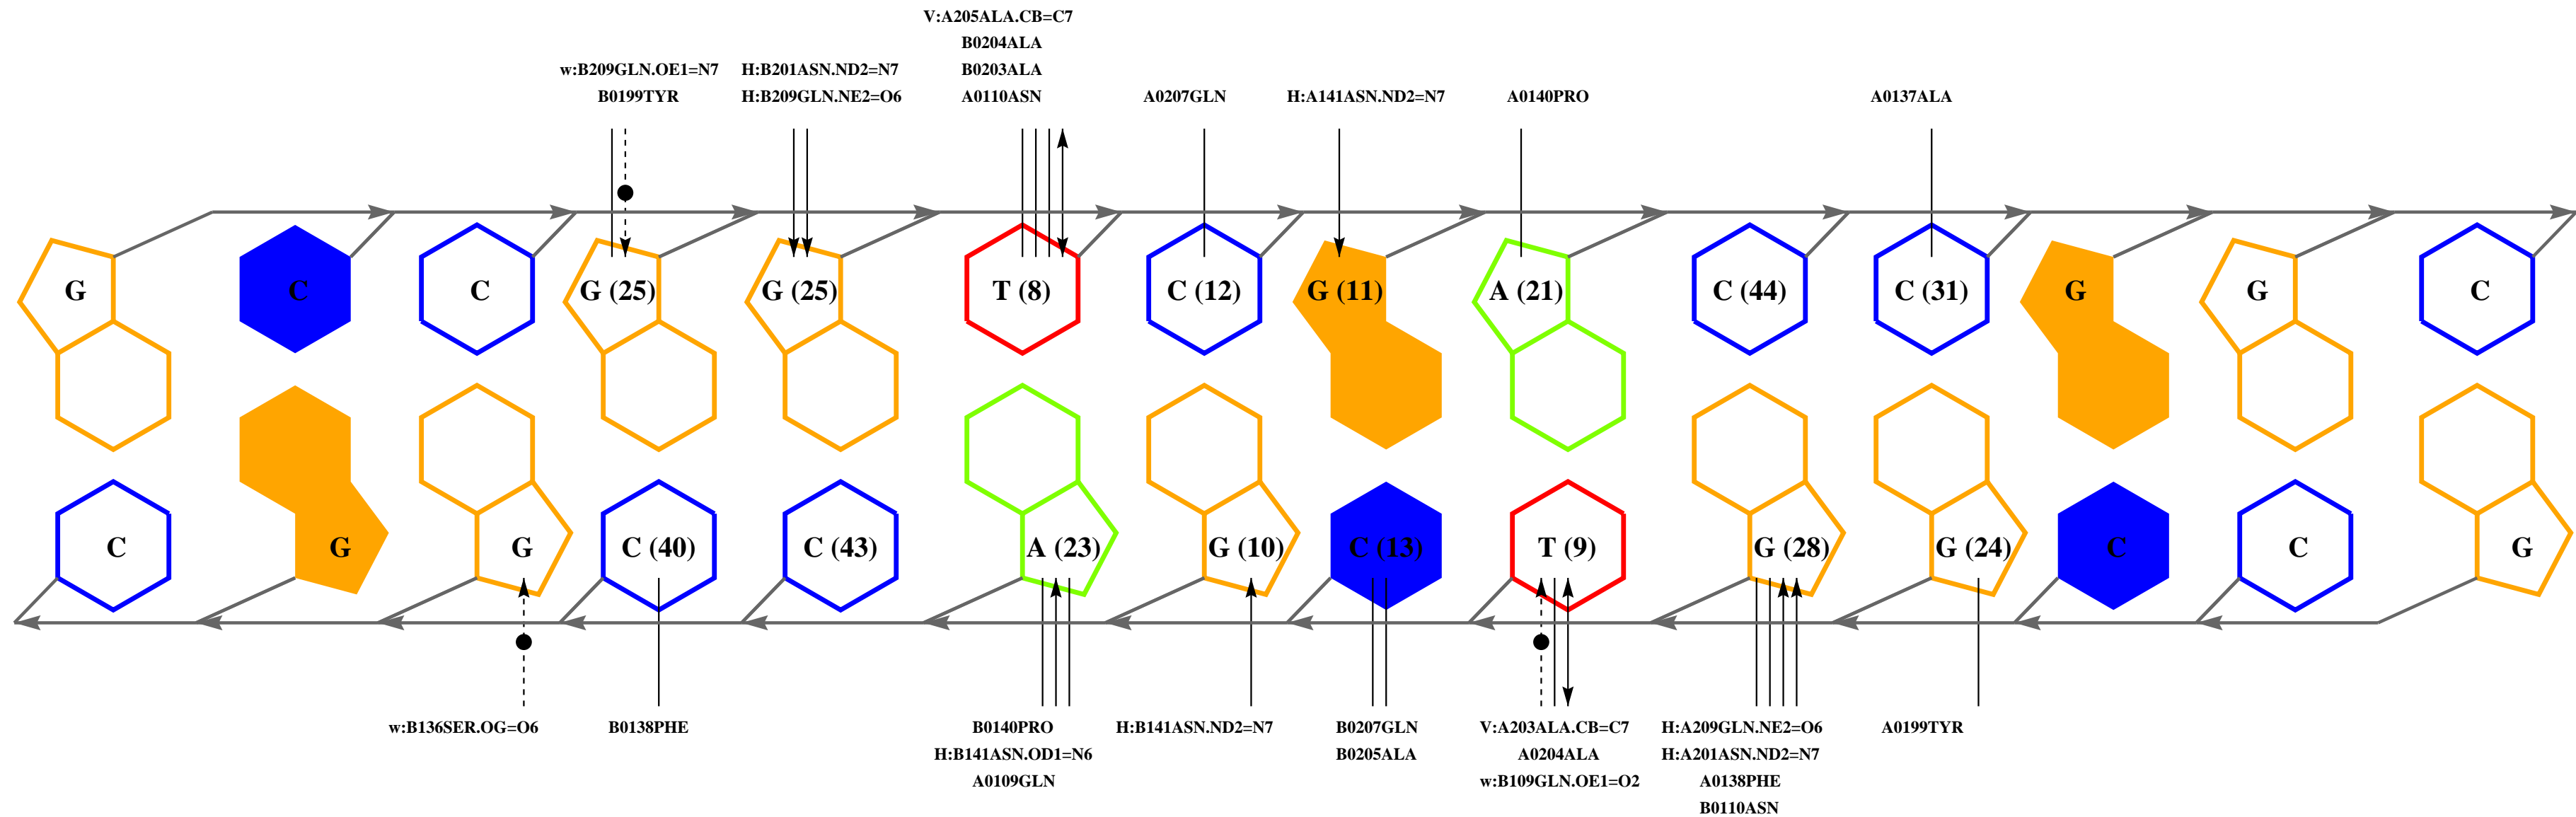 V:A205ALA.CB=C7
B0204ALA
w:B209GLN.OE1=N7 H:B201ASN.ND2=N7 B0203ALA
B0199TYR H:B209GLN.NE2=O6 A0110ASN A0207GLN H:A141ASN.ND2=N7 A0140PRO A0137ALA
G C C G (25) G (25) T (8) C (12) G (11) A (21) C (44) C (31) G G C
C G G C (40) C (43) A (23) G (10) C (13) T (9) G (28) G (24) C C G
w:B136SER.OG=O6 B0138PHE B0140PRO H:B141ASN.ND2=N7 B0207GLN V:A203ALA.CB=C7 H:A209GLN.NE2=O6 A0199TYR
H:B141ASN.OD1=N6 B0205ALA A0204ALA H:A201ASN.ND2=N7
A0109GLN w:B109GLN.OE1=O2 A0138PHE
B0110ASN